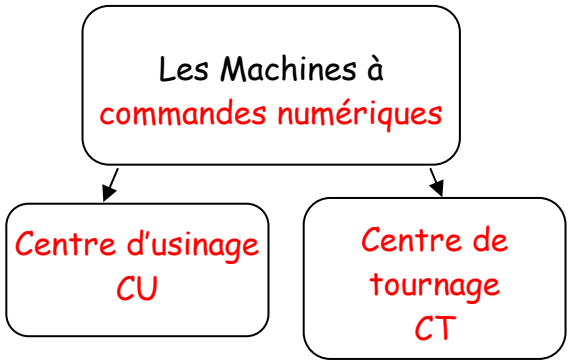 Les Machines à
commandes numériques
Centre d'usinage
CU
Centre de
tournage
CT